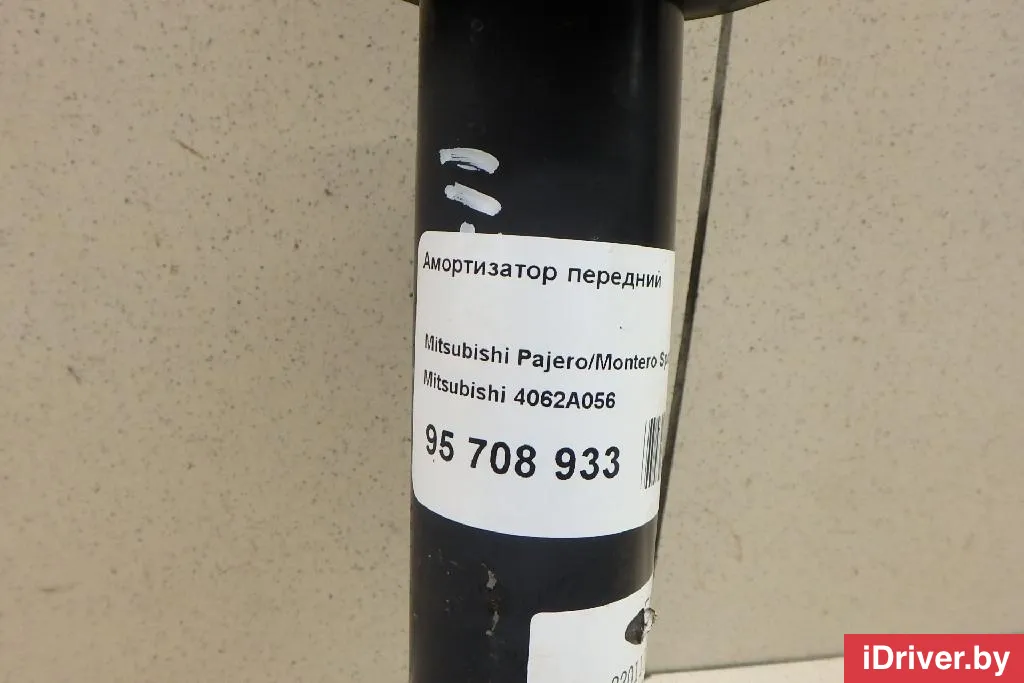 Амортизатор передний
Mitsubishi Pajero/Montero
Mitsubishi 4062A056
95 708 933
iDriver.by